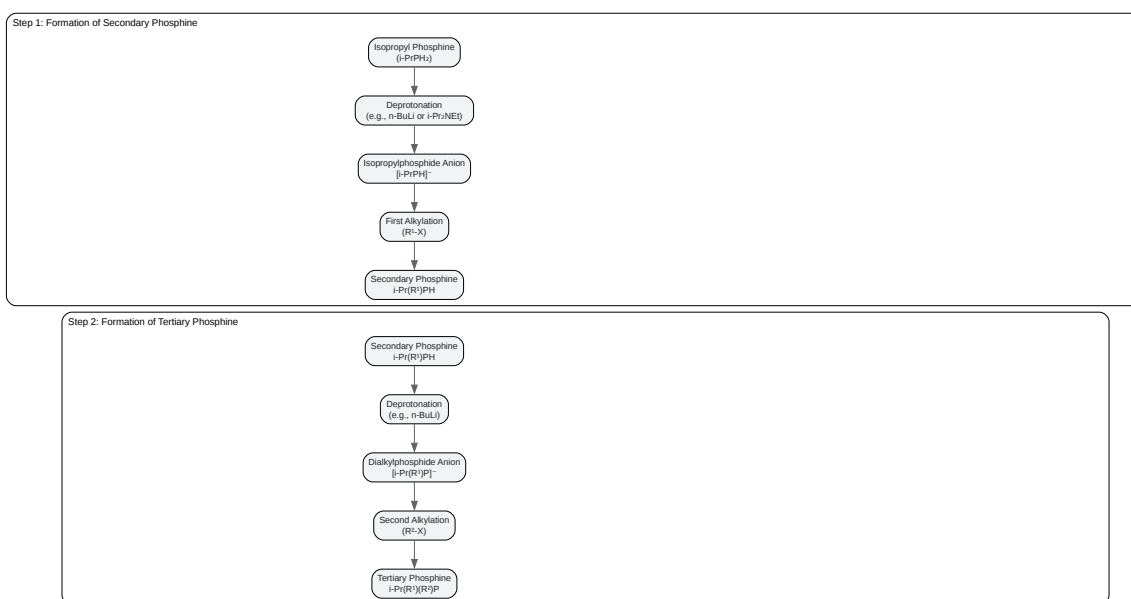 Step 1: Formation of Secondary Phosphine
Isopropyl Phosphine
(i-PrPH₂)
Deprotonation
(e.g., n-BuLi or i-Pr₂NEt)
Isopropylphosphide Anion
[i-PrPH]⁻
First Alkylation
(R¹-X)
Secondary Phosphine
i-Pr(R¹)PH
Step 2: Formation of Tertiary Phosphine
Secondary Phosphine
i-Pr(R¹)PH
Deprotonation
(e.g., n-BuLi)
Dialkylphosphide Anion
[i-Pr(R¹)P]⁻
Second Alkylation
(R²-X)
Tertiary Phosphine
i-Pr(R¹)(R²)P